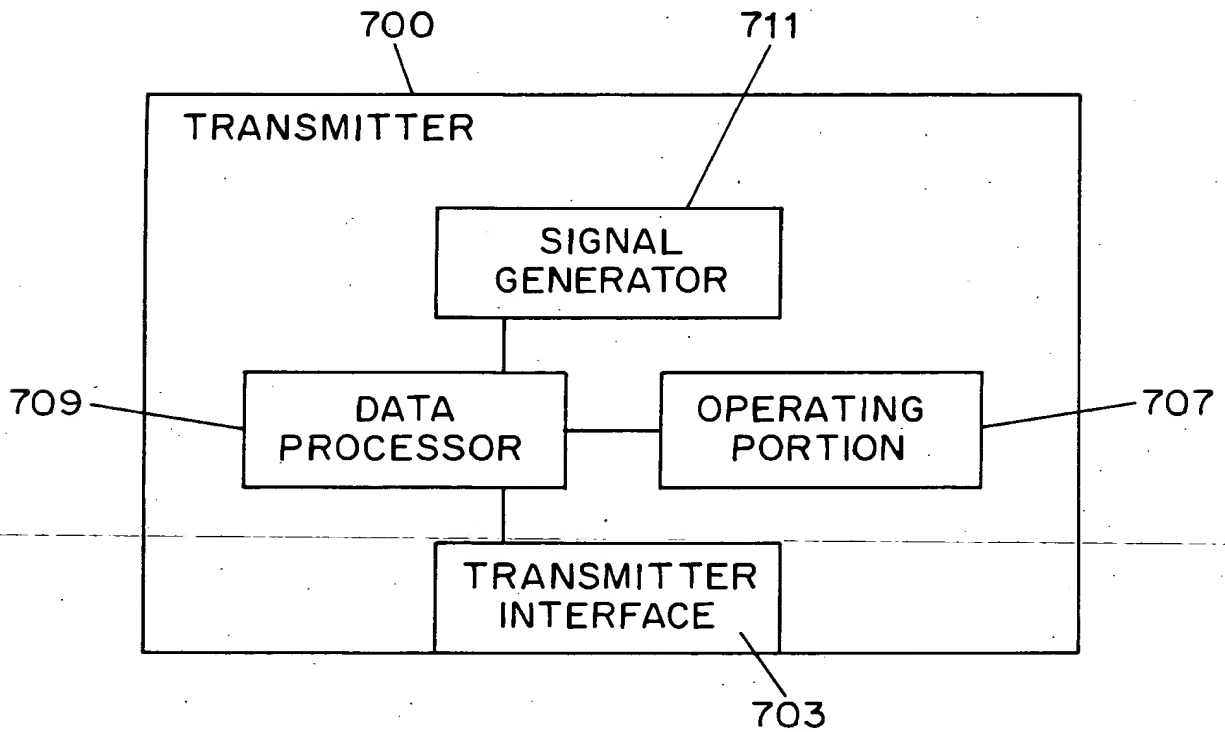 700
711
TRANSMITTER
SIGNAL
GENERATOR
709
DATA
PROCESSOR
OPERATING
PORTION
707
TRANSMITTER
INTERFACE
703